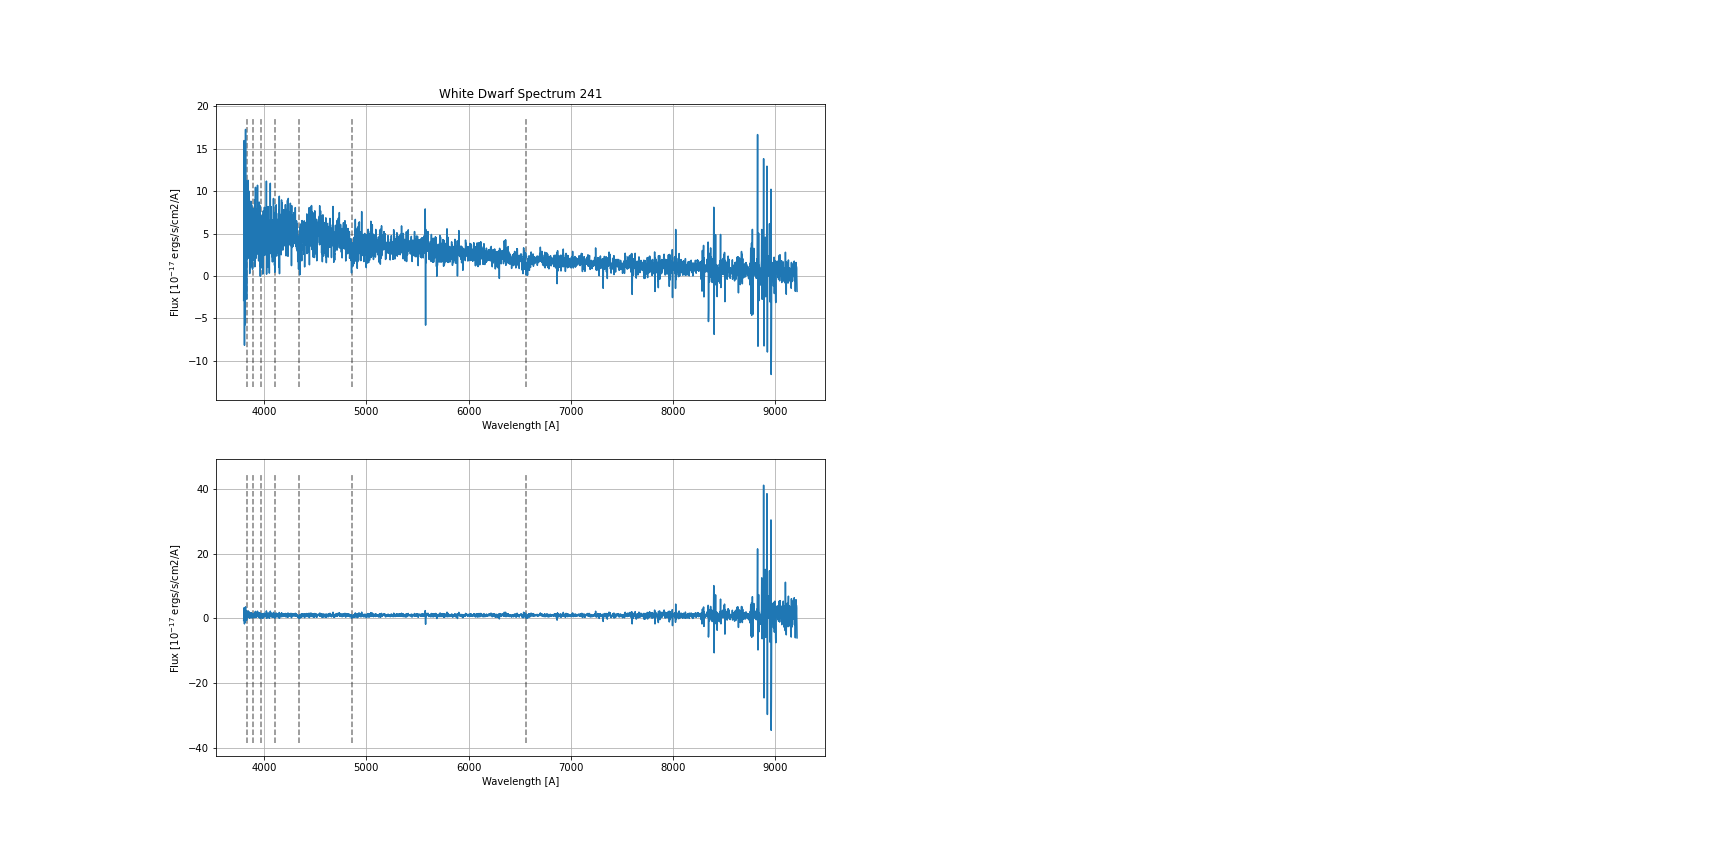 White Dwarf Spectrum 241
20
15
10
5
0
−5
−10
Flux [10⁻¹⁷ ergs/s/cm2/A]
4000 5000 6000 7000 8000 9000
Wavelength [A]
40
20
0
−20
−40
Flux [10⁻¹⁷ ergs/s/cm2/A]
4000 5000 6000 7000 8000 9000
Wavelength [A]